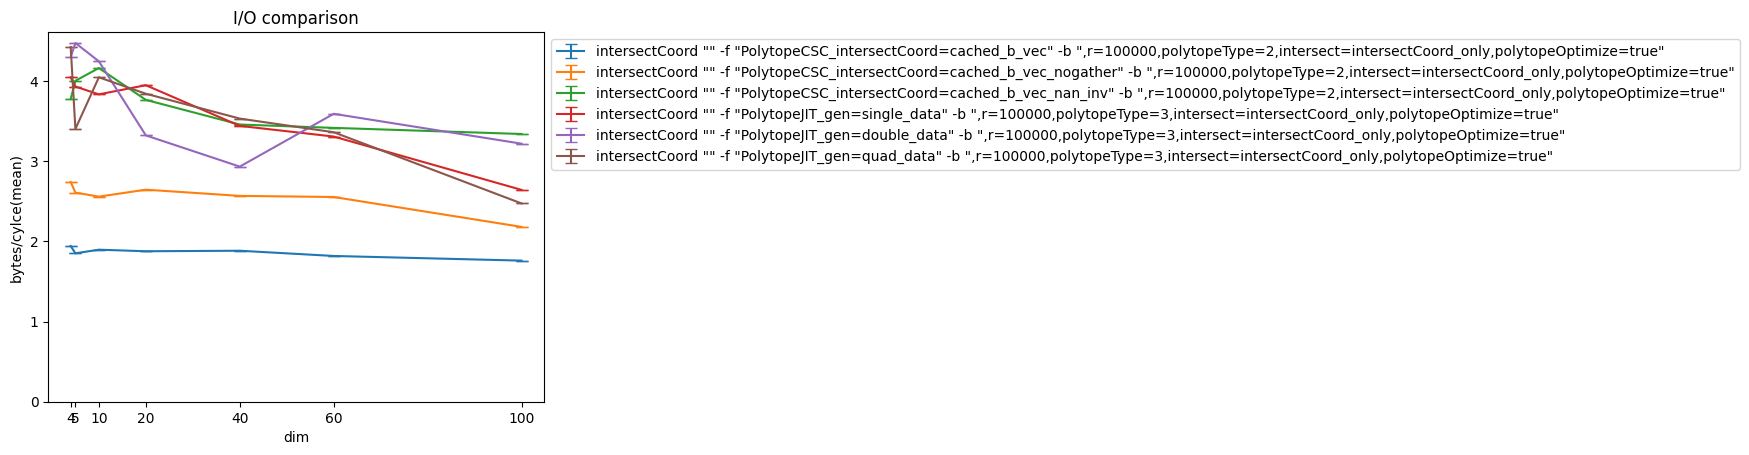 I/O comparison
intersectCoord "" -f "PolytopeCSC_intersectCoord=cached_b_vec" -b ",r=100000,polytopeType=2,intersect=intersectCoord_only,polytopeOptimize=true"
intersectCoord "" -f "PolytopeCSC_intersectCoord=cached_b_vec_nogather" -b ",r=100000,polytopeType=2,intersect=intersectCoord_only,polytopeOptimize=true"
intersectCoord "" -f "PolytopeCSC_intersectCoord=cached_b_vec_nan_inv" -b ",r=100000,polytopeType=2,intersect=intersectCoord_only,polytopeOptimize=true"
intersectCoord "" -f "PolytopeJIT_gen=single_data" -b ",r=100000,polytopeType=3,intersect=intersectCoord_only,polytopeOptimize=true"
intersectCoord "" -f "PolytopeJIT_gen=double_data" -b ",r=100000,polytopeType=3,intersect=intersectCoord_only,polytopeOptimize=true"
intersectCoord "" -f "PolytopeJIT_gen=quad_data" -b ",r=100000,polytopeType=3,intersect=intersectCoord_only,polytopeOptimize=true"
bytes/cylce(mean)
4
3
2
1
0
4 5 10 20 40 60 100
dim